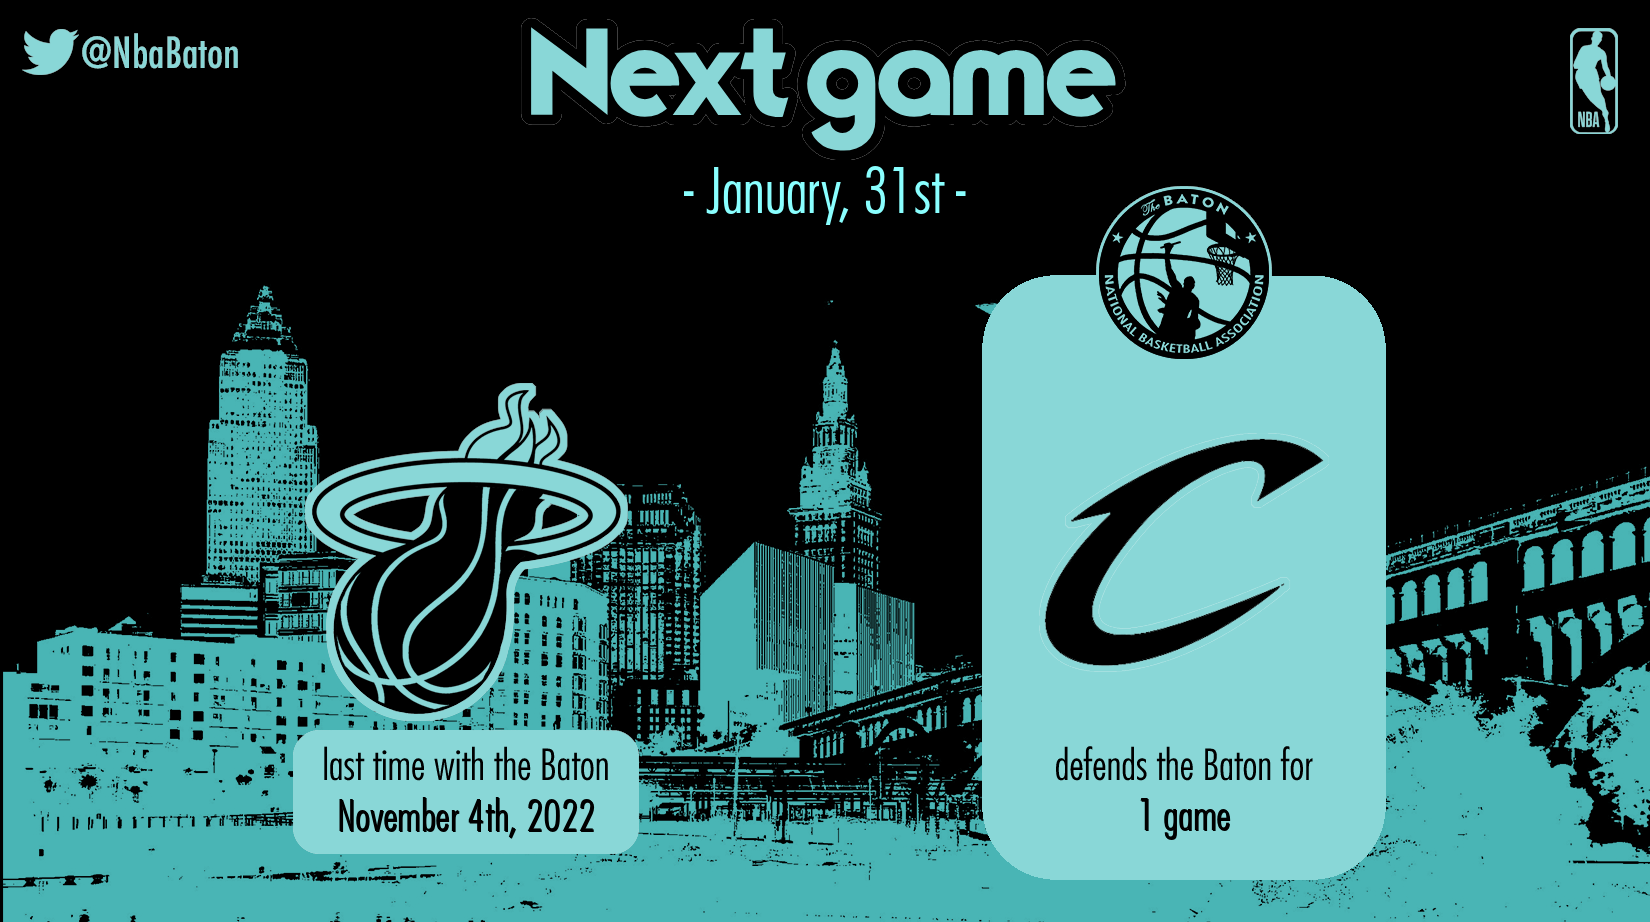 @NbaBaton
Next game
NBA
- January, 31st -
The BATON
NATIONAL BASKETBALL ASSOCIATION
last time with the Baton
November 4th, 2022
defends the Baton for
1 game